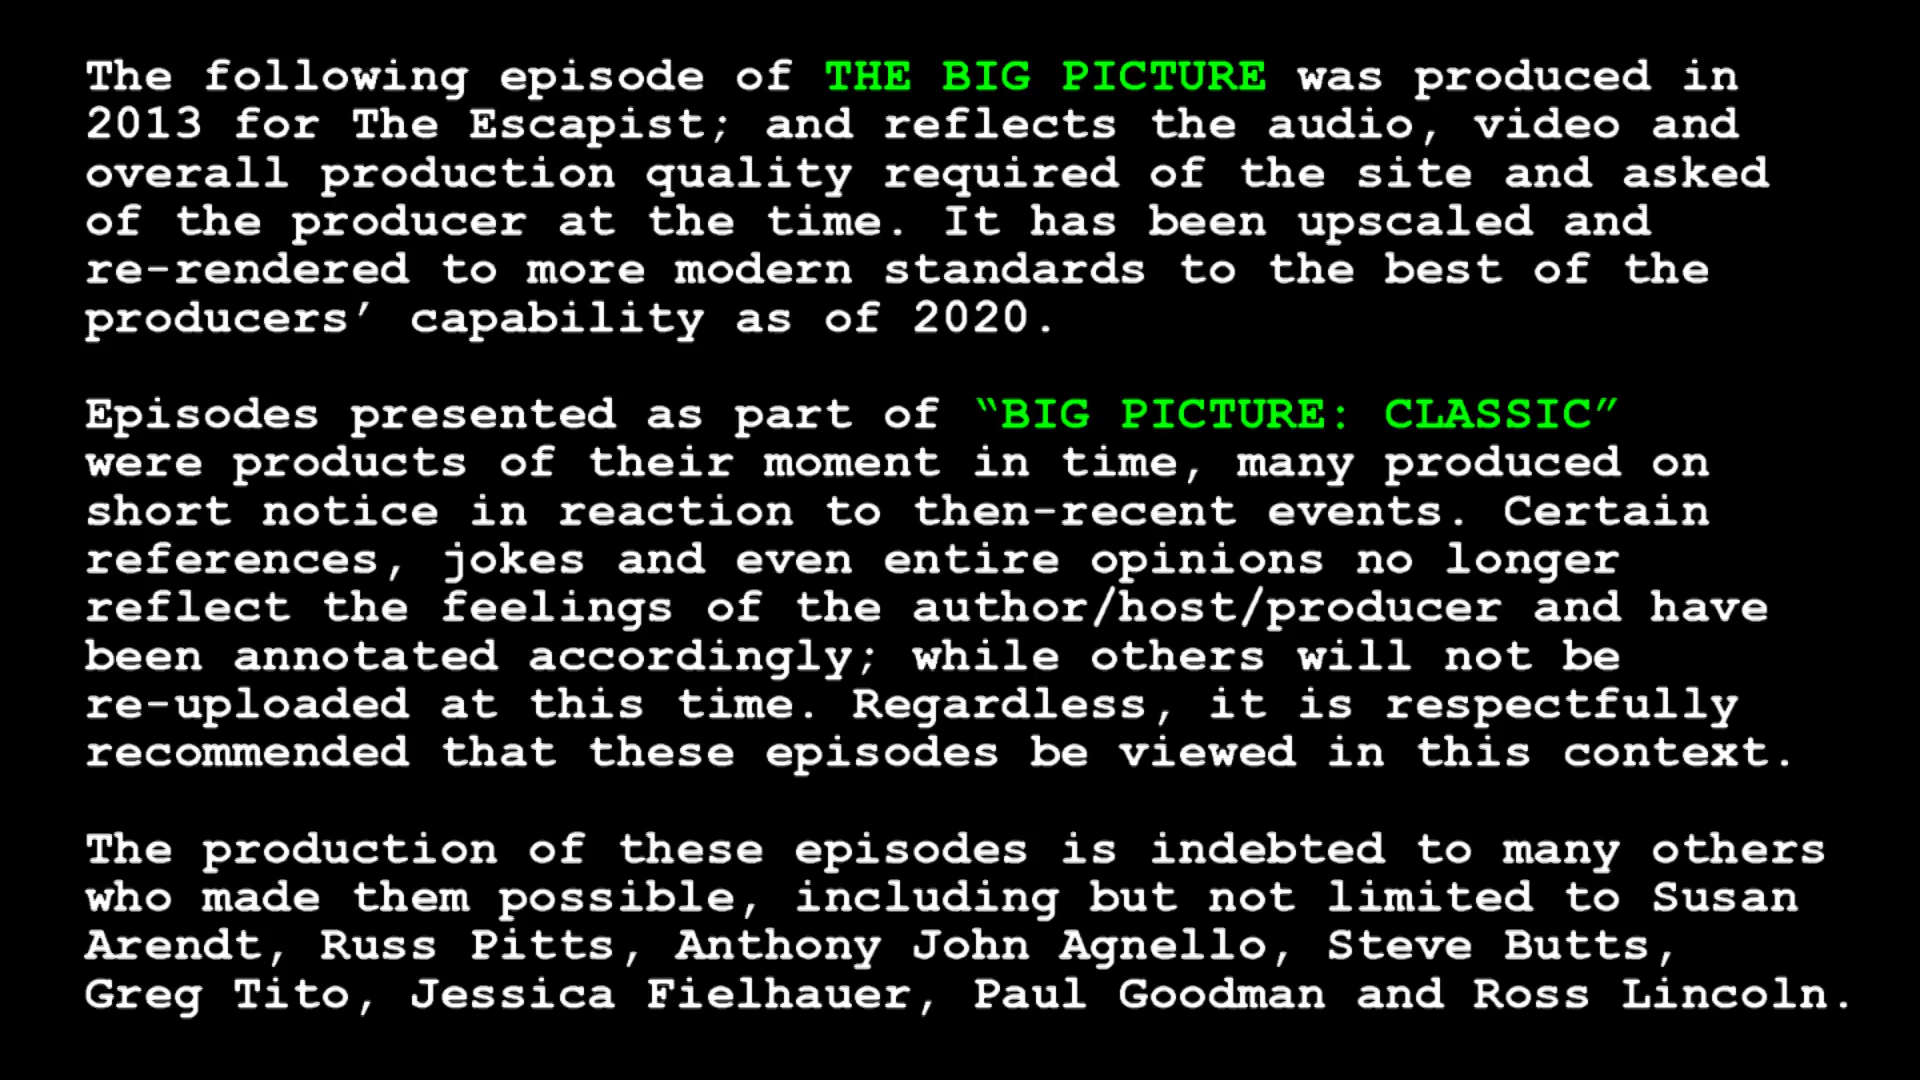 The following episode of THE BIG PICTURE was produced in
2013 for The Escapist; and reflects the audio, video and
overall production quality required of the site and asked
of the producer at the time. It has been upscaled and
re-rendered to more modern standards to the best of the
producers’ capability as of 2020.
Episodes presented as part of “BIG PICTURE: CLASSIC”
were products of their moment in time, many produced on
short notice in reaction to then-recent events. Certain
references, jokes and even entire opinions no longer
reflect the feelings of the author/host/producer and have
been annotated accordingly; while others will not be
re-uploaded at this time. Regardless, it is respectfully
recommended that these episodes be viewed in this context.
The production of these episodes is indebted to many others
who made them possible, including but not limited to Susan
Arendt, Russ Pitts, Anthony John Agnello, Steve Butts,
Greg Tito, Jessica Fielhauer, Paul Goodman and Ross Lincoln.